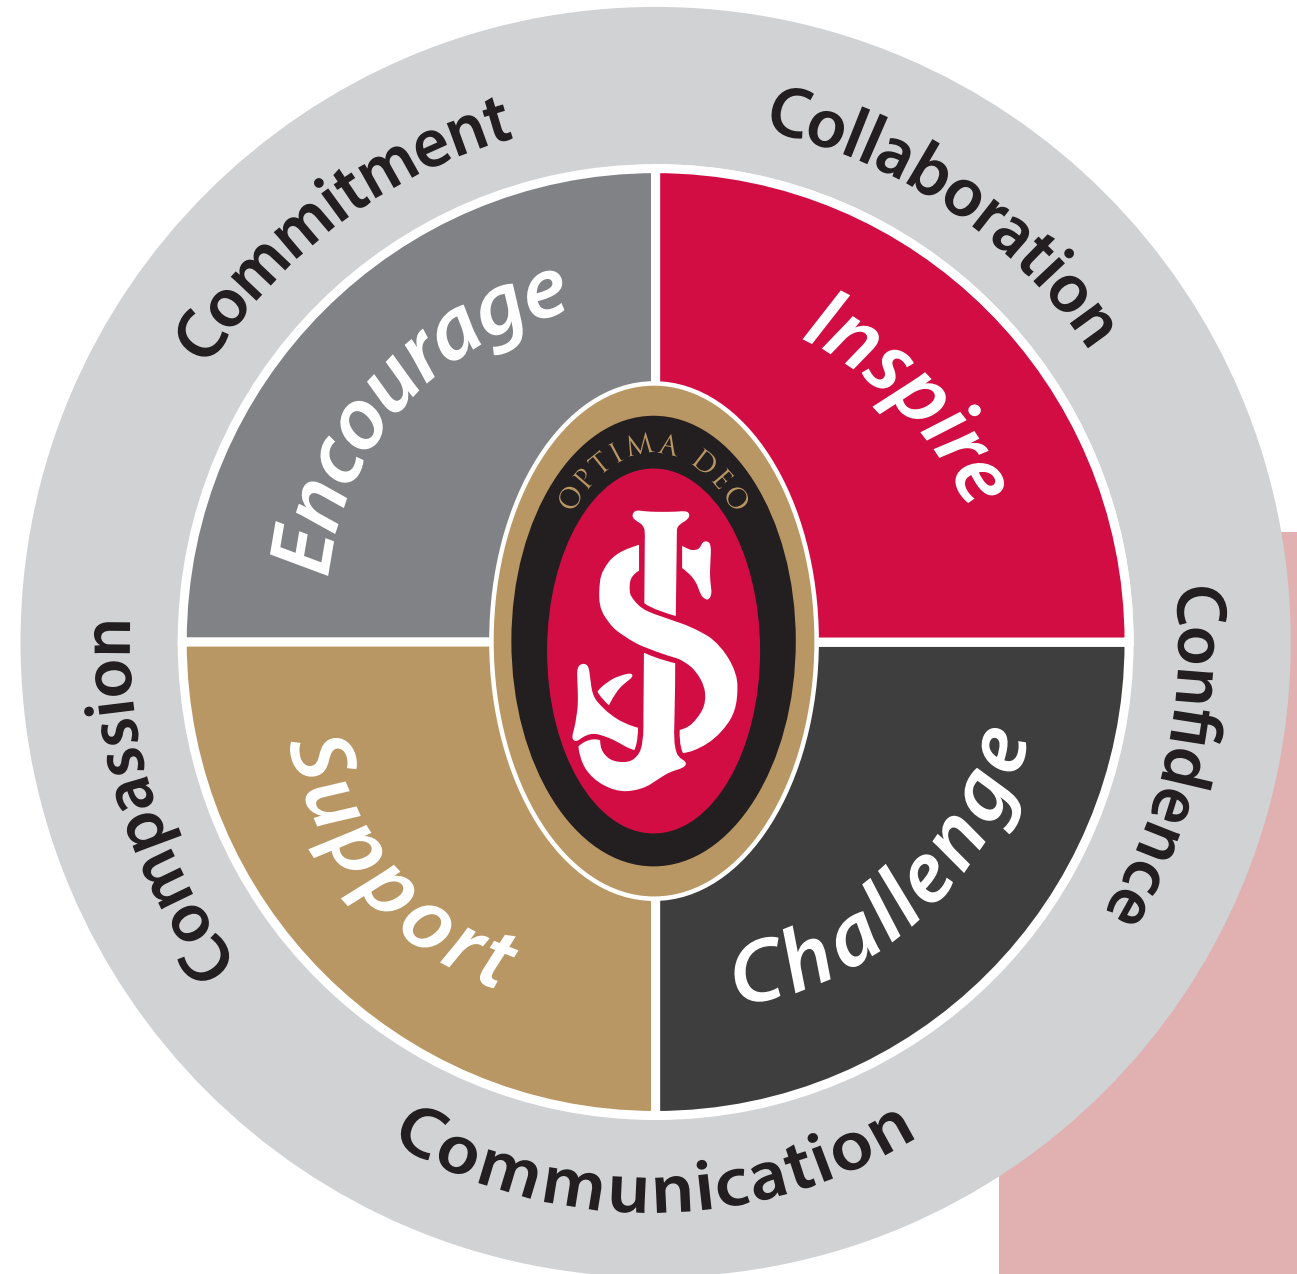 Commitment
Collaboration
Confidence
Communication
Compassion
Encourage
Inspire
Challenge
Support
OPTIMA DEO
JS